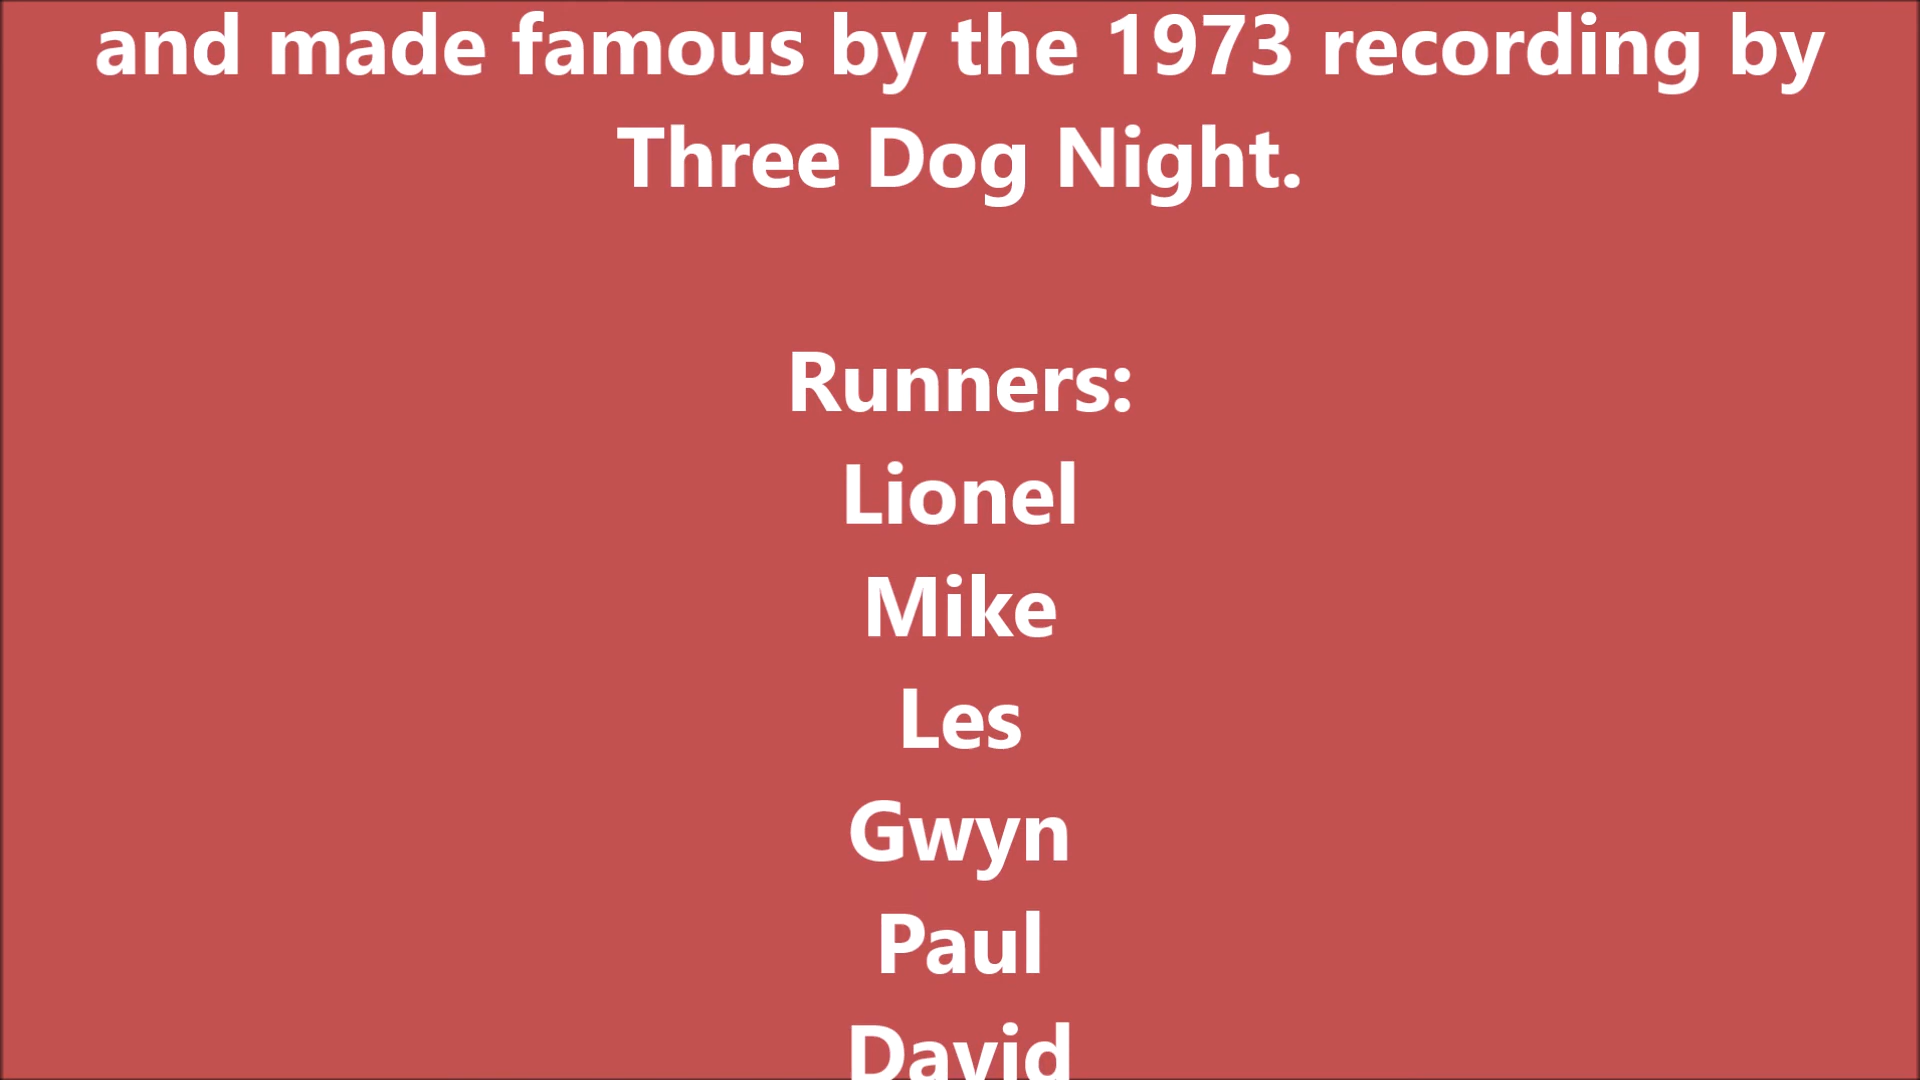 and made famous by the 1973 recording by
Three Dog Night.
Runners:
Lionel
Mike
Les
Gwyn
Paul
David